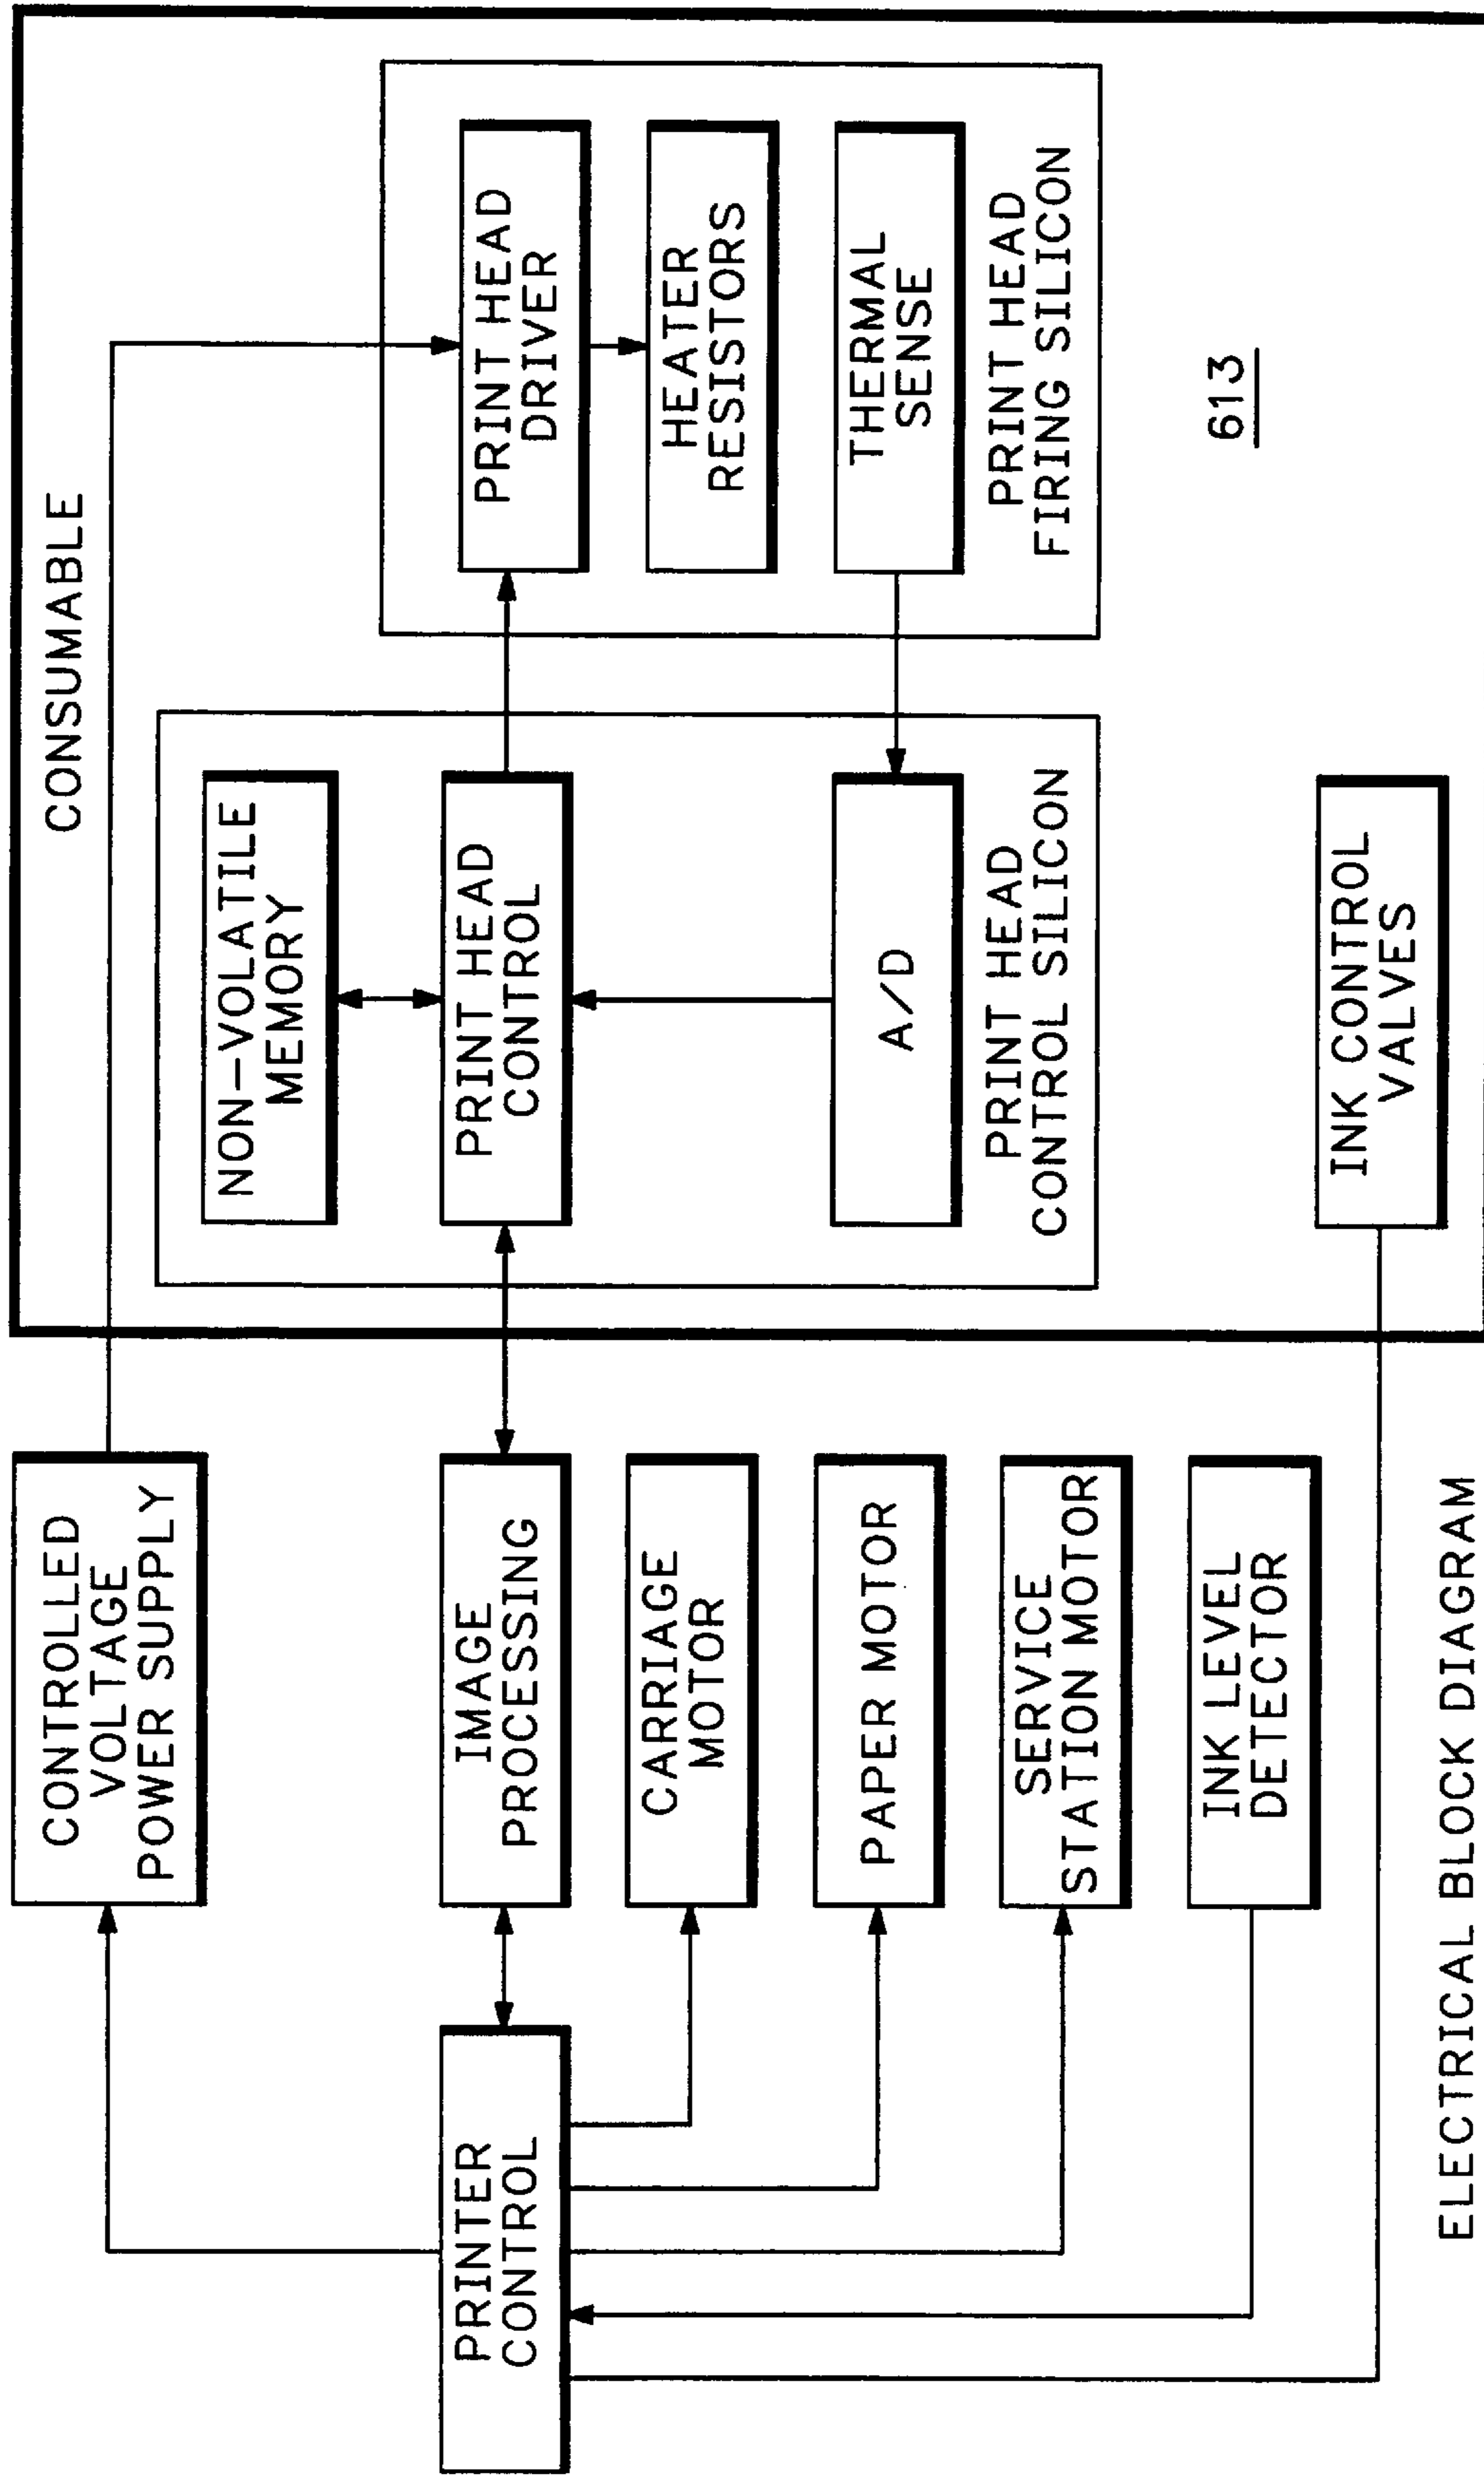 CONSUMABLE
CONTROLLED
VOLTAGE
POWER SUPPLY
NON-VOLATILE
MEMORY
PRINTER
CONTROL
IMAGE
PROCESSING
PRINT HEAD
CONTROL
PRINT HEAD
DRIVER
CARRIAGE
MOTOR
HEATER
RESISTORS
PAPER MOTOR
A/D
THERMAL
SENSE
SERVICE
STATION MOTOR
PRINT HEAD
CONTROL SILICON
PRINT HEAD
FIRING SILICON
INK LEVEL
DETECTOR
613
INK CONTROL
VALVES
ELECTRICAL BLOCK DIAGRAM